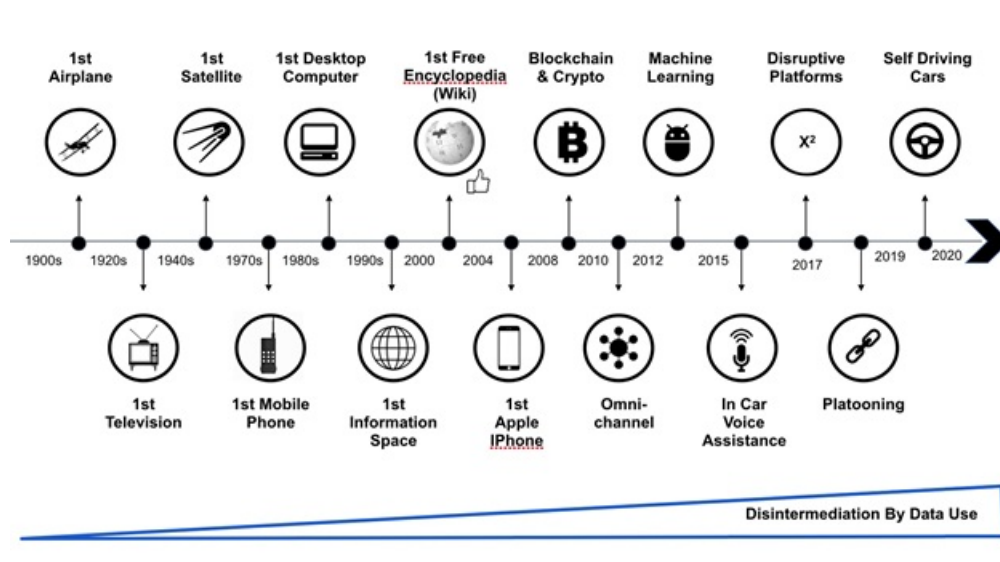 1st
Airplane
1st
Satellite
1st Desktop
Computer
1st Free
Encyclopedia
(Wiki)
Blockchain
& Crypto
Machine
Learning
Disruptive
Platforms
Self Driving
Cars
X²
1900s
1920s
1940s
1970s
1980s
1990s
2000
2004
2008
2010
2012
2015
2017
2019
2020
1st
Television
1st Mobile
Phone
1st
Information
Space
1st
Apple
IPhone
Omni-
channel
In Car
Voice
Assistance
Platooning
Disintermediation By Data Use